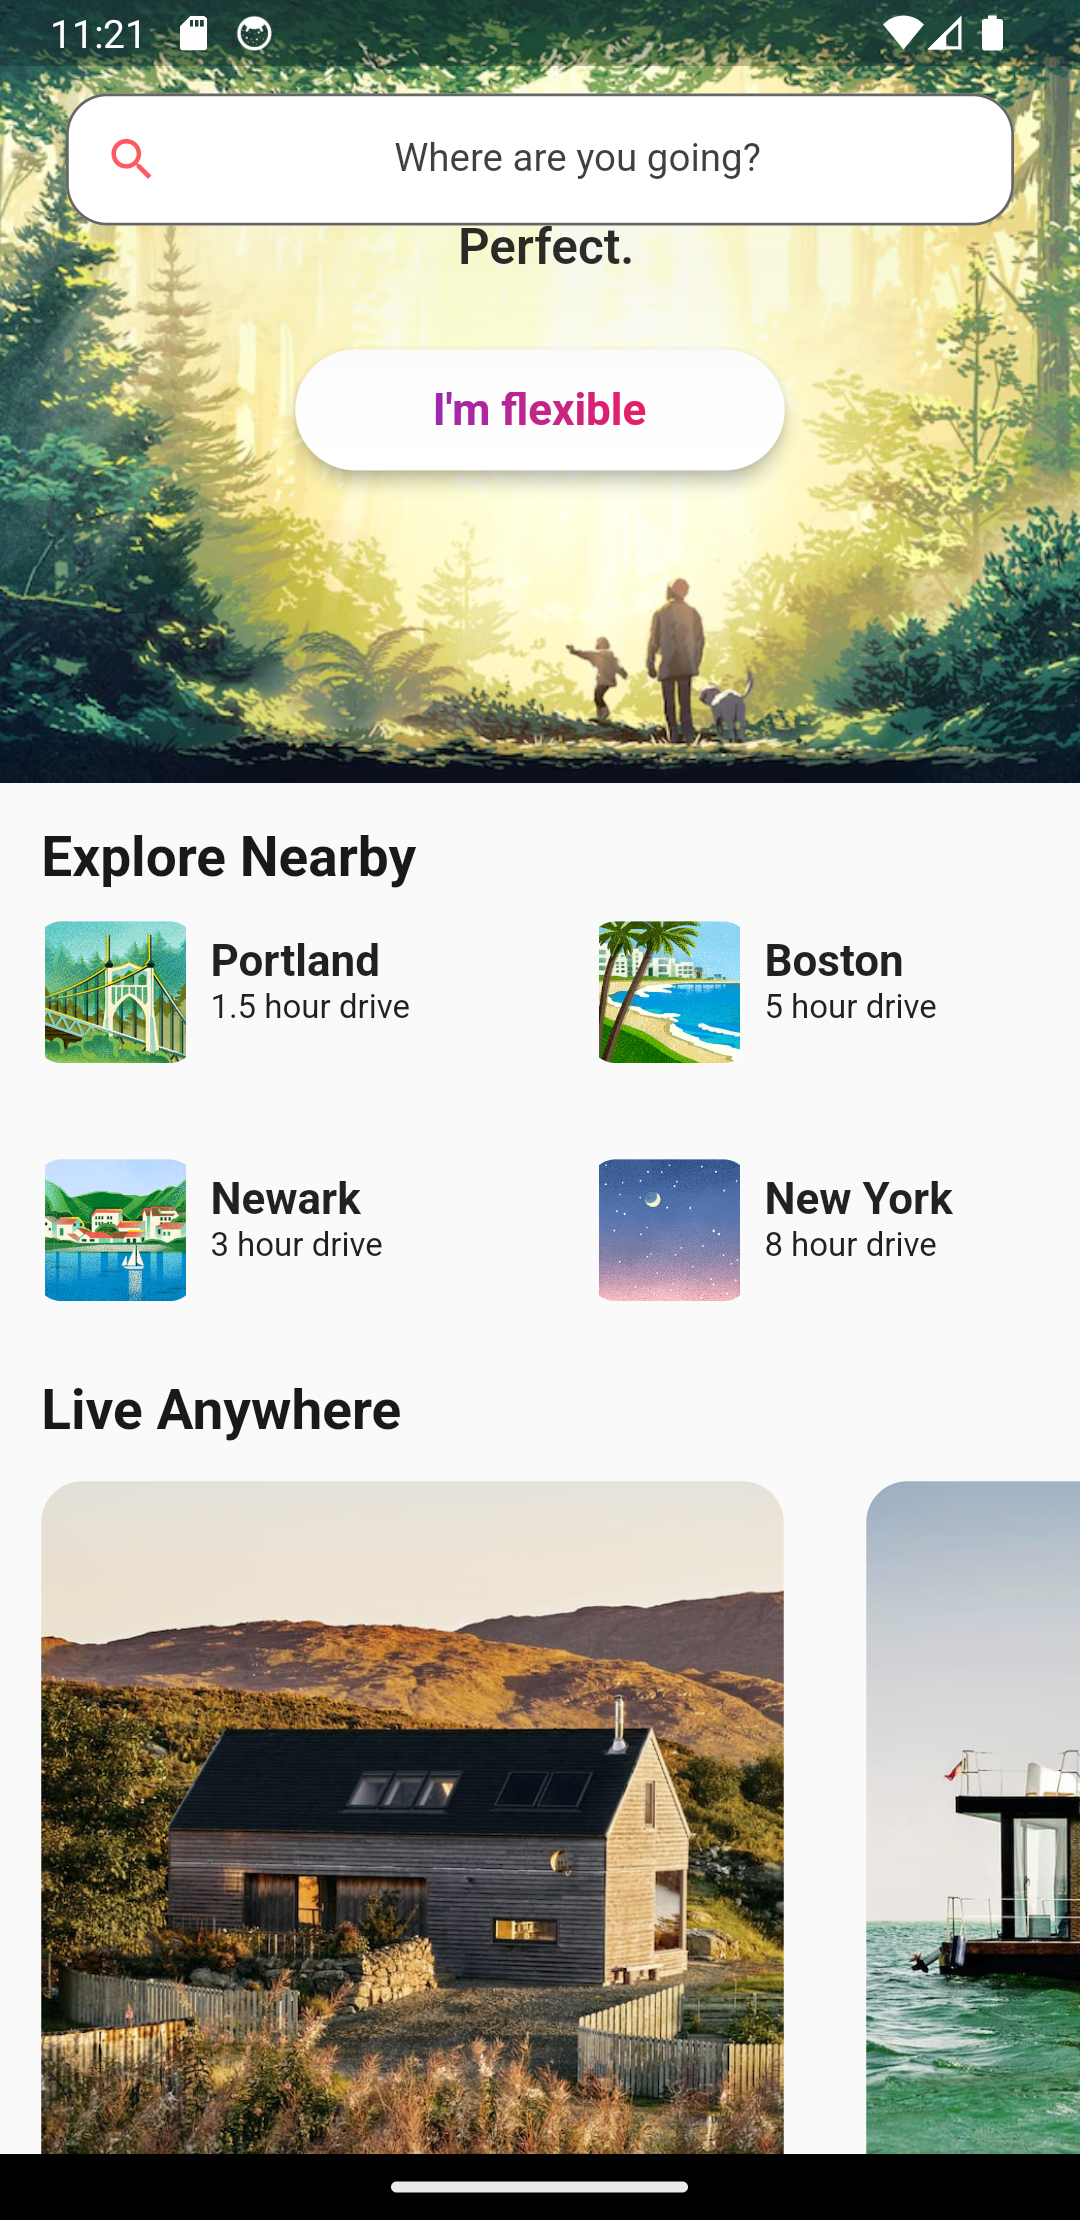 11:21
Where are you going?
Perfect.
I'm flexible
Explore Nearby
Portland
1.5 hour drive
Boston
5 hour drive
Newark
3 hour drive
New York
8 hour drive
Live Anywhere